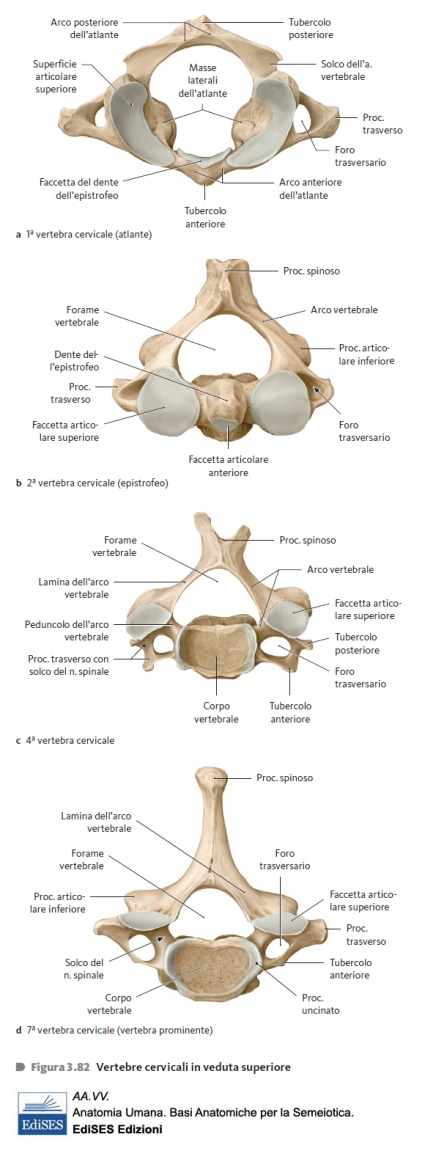 Arco posteriore
dell'atlante
Tubercolo
posteriore
Superficie
articolare
superiore
Masse
laterali
dell'atlante
Solco dell'a.
vertebrale
Proc.
trasverso
Foro
trasversario
Faccetta del dente
dell'epistrofeo
Arco anteriore
dell'atlante
Tubercolo
anteriore
a 1ª vertebra cervicale (atlante)
Proc. spinoso
Forame
vertebrale
Arco vertebrale
Dente del-
l'epistrofeo
Proc. artico-
lare inferiore
Proc.
trasverso
Faccetta artico-
lare superiore
Foro
trasversario
Faccetta articolare
anteriore
b 2ª vertebra cervicale (epistrofeo)
Forame
vertebrale
Proc. spinoso
Arco vertebrale
Lamina dell'arco
vertebrale
Faccetta artico-
lare superiore
Peduncolo dell'arco
vertebrale
Tubercolo
posteriore
Proc. trasverso con
solco del n. spinale
Foro
trasversario
Corpo
vertebrale
Tubercolo
anteriore
c 4ª vertebra cervicale
Proc. spinoso
Lamina dell'arco
vertebrale
Forame
vertebrale
Foro
trasversario
Proc. artico-
lare inferiore
Faccetta artico-
lare superiore
Proc.
trasverso
Solco del
n. spinale
Tubercolo
anteriore
Corpo
vertebrale
Proc.
uncinato
d 7ª vertebra cervicale (vertebra prominente)
Figura 3.82 Vertebre cervicali in veduta superiore
AA.VV.
Anatomia Umana. Basi Anatomiche per la Semeiotica.
EdiSES Edizioni
EdiSES